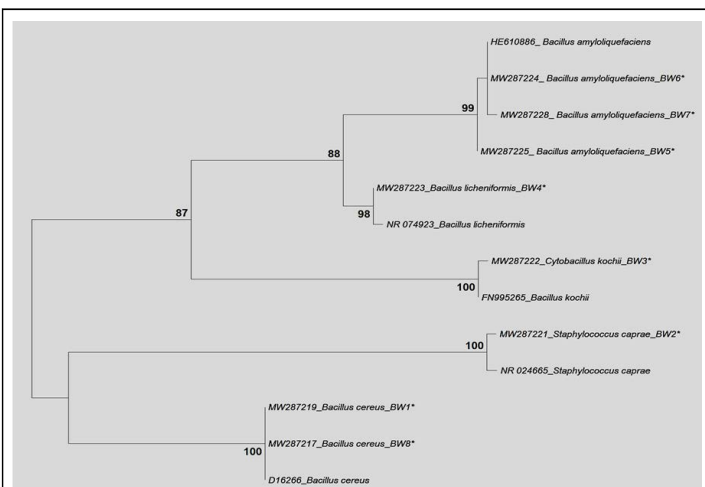 HE610886_ Bacillus amyloliquefaciens
MW287224_ Bacillus amyloliquefaciens_BW6*
99
MW287228_ Bacillus amyloliquefaciens_BW7*
MW287225_ Bacillus amyloliquefaciens_BW5*
88
MW287223_Bacillus licheniformis_BW4*
98
NR 074923_Bacillus licheniformis
87
MW287222_Cytobacillus kochii_BW3*
100
FN995265_Bacillus kochii
MW287221_Staphylococcus caprae_BW2*
100
NR 024665_Staphylococcus caprae
MW287219_Bacillus cereus_BW1*
MW287217_Bacillus cereus_BW8*
100
D16266_Bacillus cereus